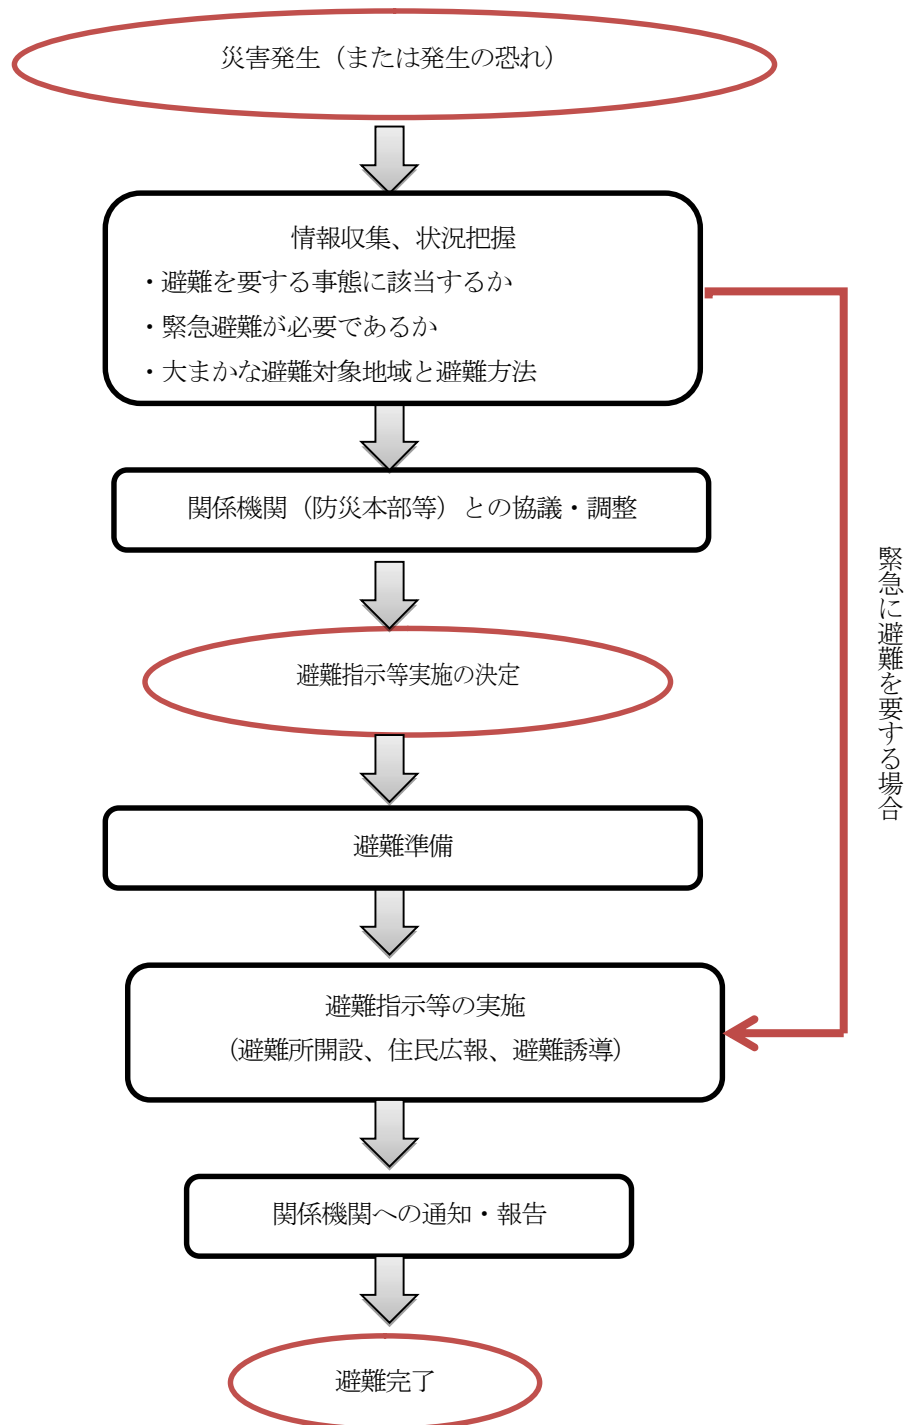 災害発生（または発生の恐れ）
情報収集、状況把握
・避難を要する事態に該当するか
・緊急避難が必要であるか
・大まかな避難対象地域と避難方法
関係機関（防災本部等）との協議・調整
避難指示等実施の決定
緊急に避難を要する場合
避難準備
避難指示等の実施
（避難所開設、住民広報、避難誘導）
関係機関への通知・報告
避難完了